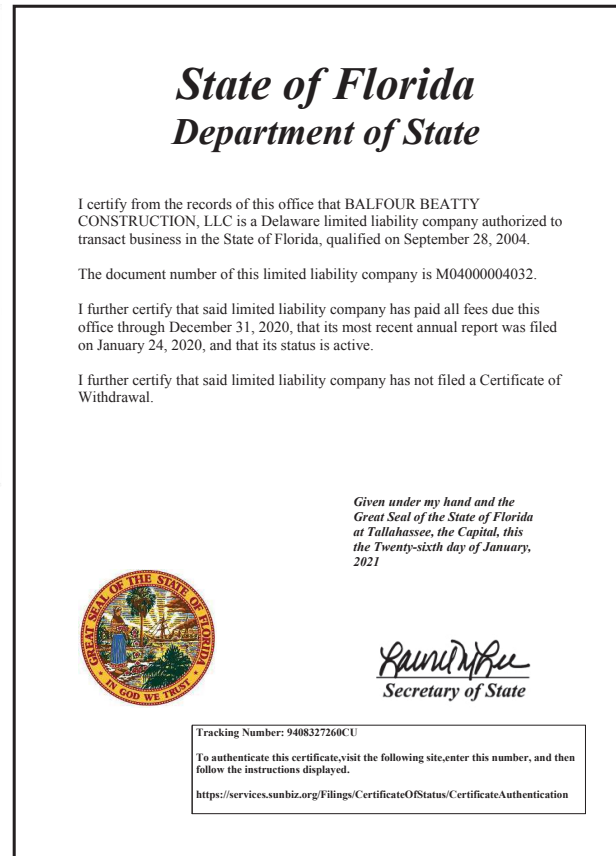 State of Florida
Department of State
I certify from the records of this office that BALFOUR BEATTY
CONSTRUCTION, LLC is a Delaware limited liability company authorized to
transact business in the State of Florida, qualified on September 28, 2004.
The document number of this limited liability company is M04000004032.
I further certify that said limited liability company has paid all fees due this
office through December 31, 2020, that its most recent annual report was filed
on January 24, 2020, and that its status is active.
I further certify that said limited liability company has not filed a Certificate of
Withdrawal.
Given under my hand and the
Great Seal of the State of Florida
at Tallahassee, the Capital, this
the Twenty-sixth day of January,
2021
GREAT SEAL OF THE STATE OF FLORIDA
IN GOD WE TRUST
Secretary of State
Tracking Number: 9408327260CU
To authenticate this certificate,visit the following site,enter this number, and then
follow the instructions displayed.
https://services.sunbiz.org/Filings/CertificateOfStatus/CertificateAuthentication